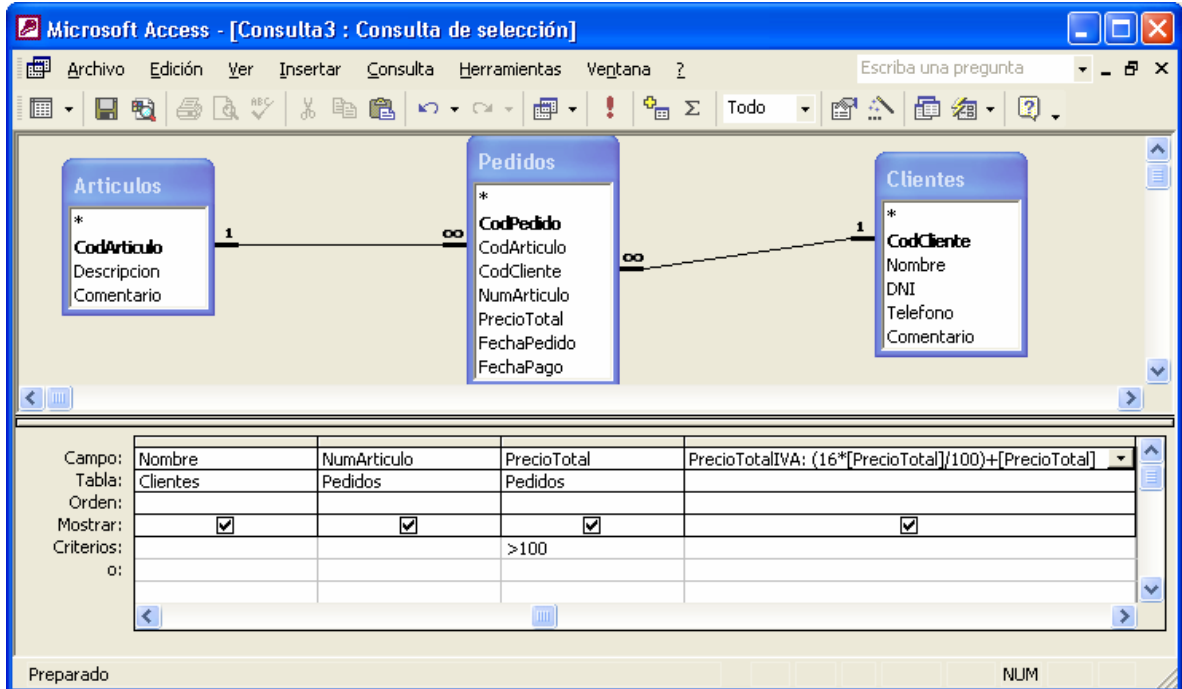 Microsoft Access - [Consulta3 : Consulta de selección]
Archivo Edición Ver Insertar Consulta Herramientas Ventana ? Escriba una pregunta
ABC Σ Todo
Articulos
*
CodArticulo
Descripcion
Comentario
1 ∞
Pedidos
*
CodPedido
CodArticulo
CodCliente
NumArticulo
PrecioTotal
FechaPedido
FechaPago
∞ 1
Clientes
*
CodCliente
Nombre
DNI
Telefono
Comentario
Campo: Nombre NumArticulo PrecioTotal PrecioTotalIVA: (16*[PrecioTotal]/100)+[PrecioTotal]
Tabla: Clientes Pedidos Pedidos
Orden:
Mostrar:
Criterios: >100
o:
Preparado NUM